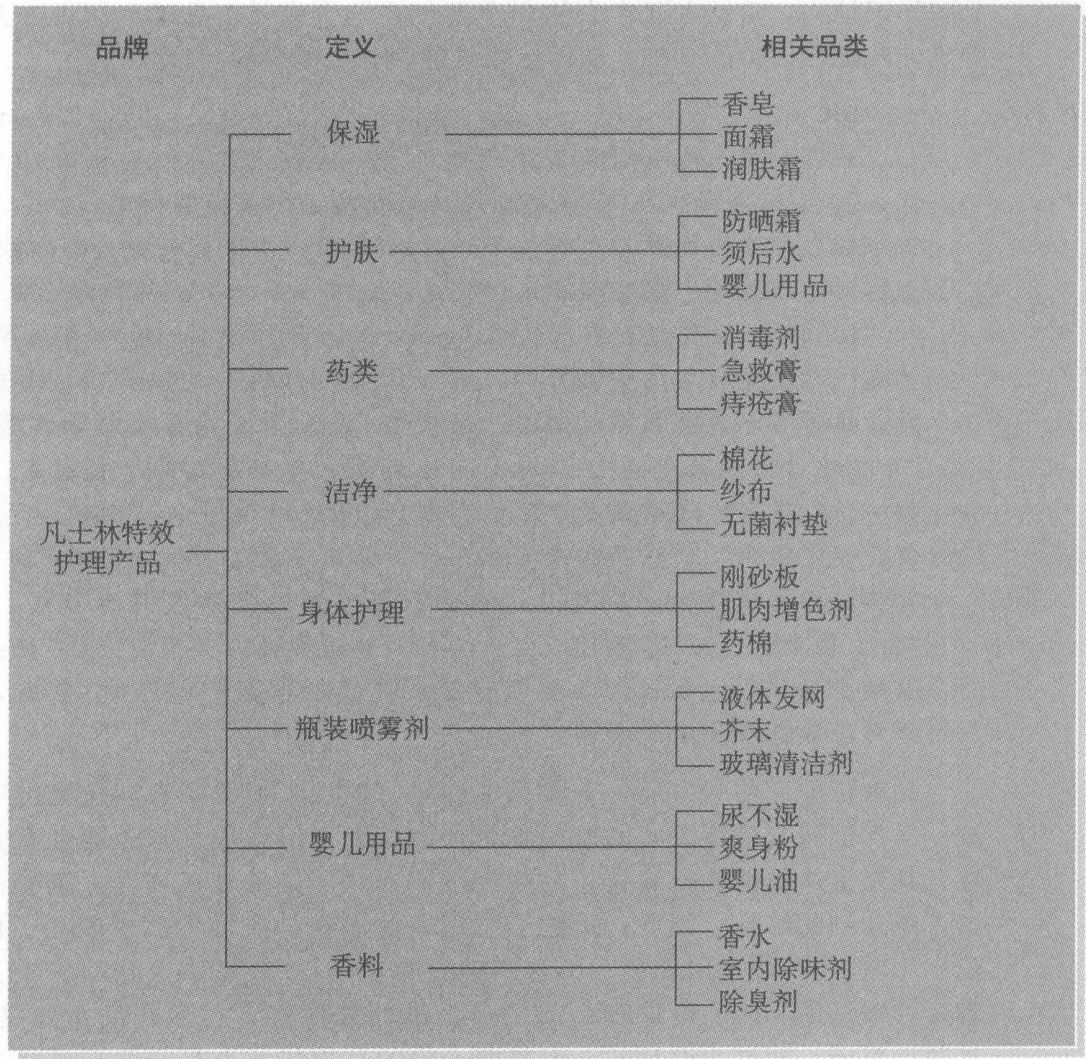 品牌 定义 相关品类
保湿
香皂
面霜
润肤霜
护肤
防晒霜
须后水
婴儿用品
药类
消毒剂
急救膏
痔疮膏
洁净
棉花
纱布
无菌衬垫
凡士林特效
护理产品
身体护理
刚砂板
肌肉增色剂
药棉
瓶装喷雾剂
液体发网
芥末
玻璃清洁剂
婴儿用品
尿不湿
爽身粉
婴儿油
香料
香水
室内除味剂
除臭剂